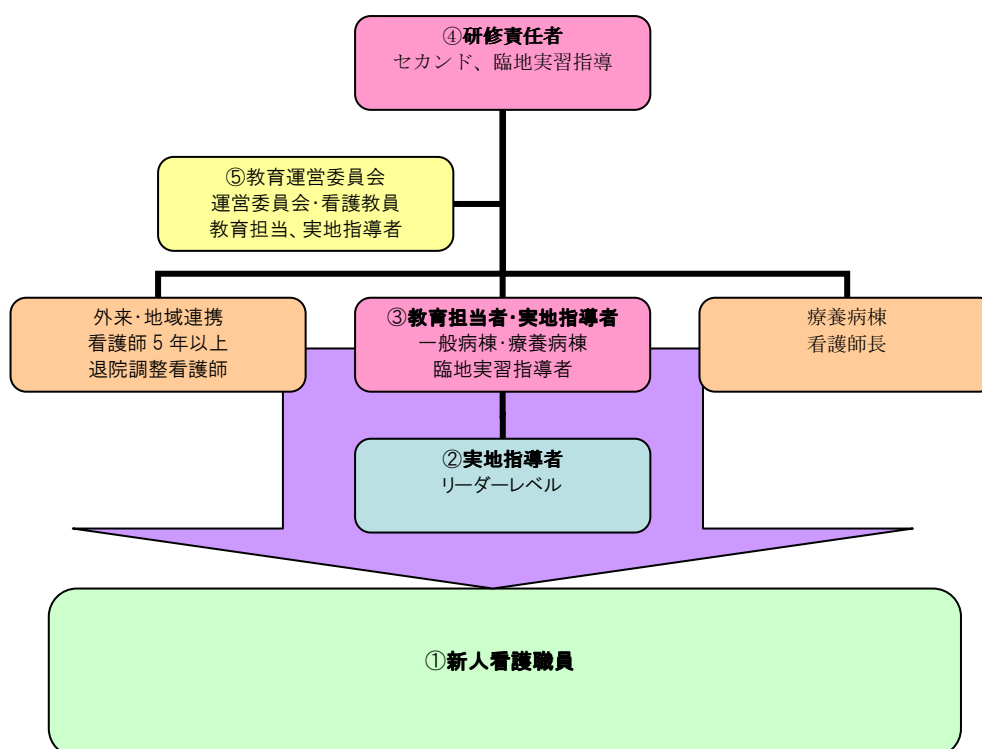 ④研修責任者
セカンド、臨地実習指導
⑤教育運営委員会
運営委員会・看護教員
教育担当、実地指導者
外来・地域連携
看護師 5 年以上
退院調整看護師
③教育担当者・実地指導者
一般病棟・療養病棟
臨地実習指導者
療養病棟
看護師長
②実地指導者
リーダーレベル
①新人看護職員